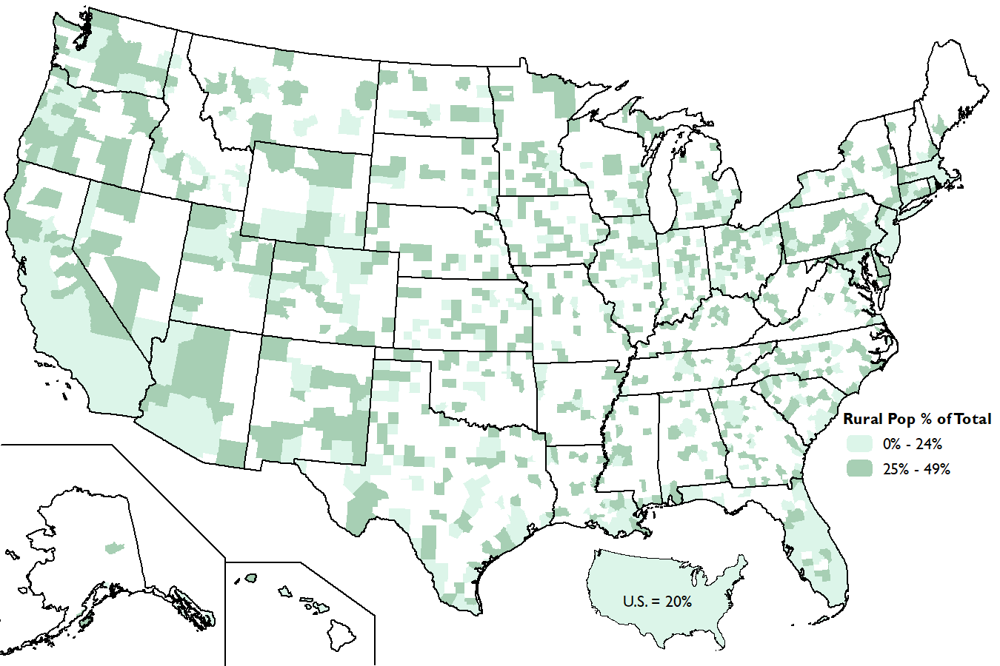 Rural Pop % of Total
0% - 24%
25% - 49%
U.S. = 20%